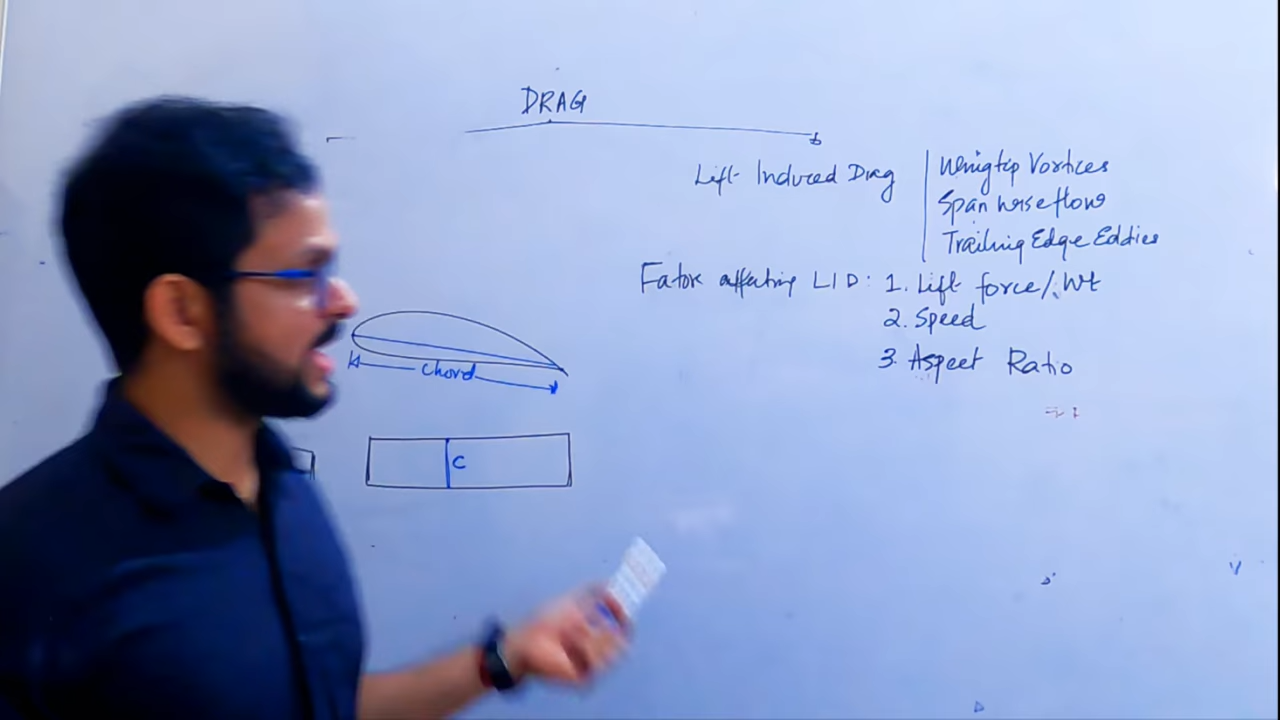 DRAG
Lift Induced Drag
Wingtip Vortices
Spanwise flow
Trailing Edge Eddies
Fator affecting LID: 1. Lift force/Wt
2. Speed
3. Aspect Ratio
Chord
C